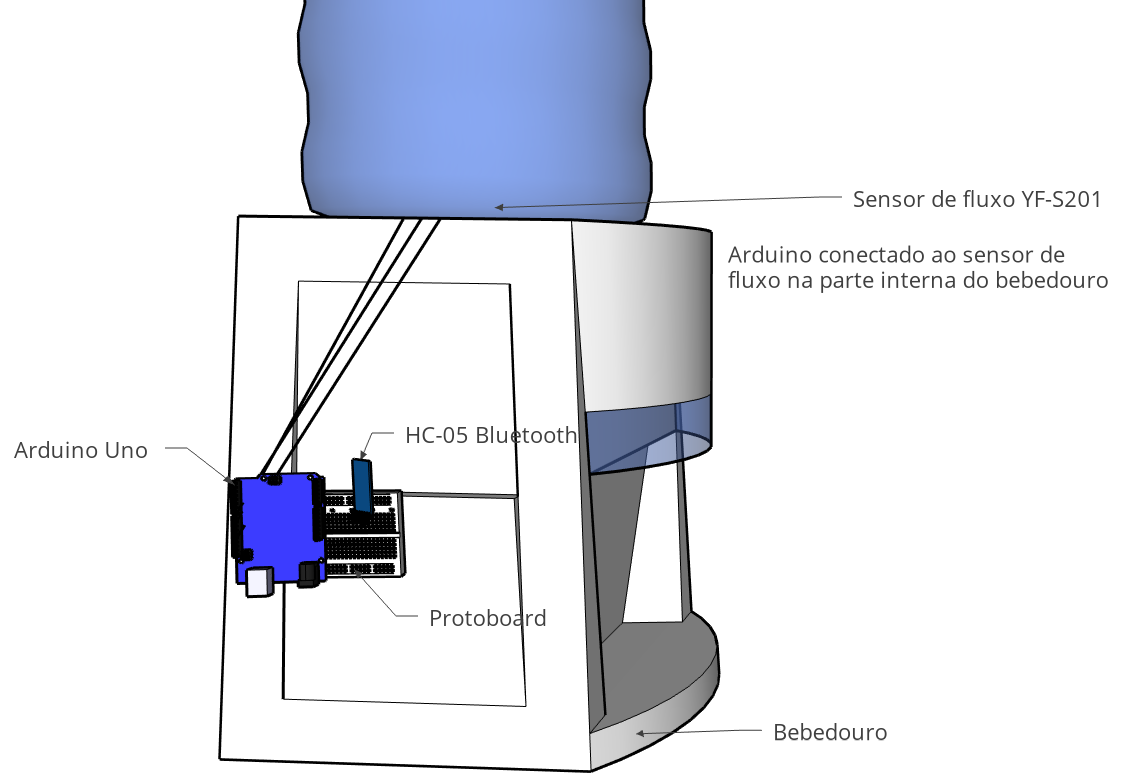 Sensor de fluxo YF-S201
Arduino conectado ao sensor de
fluxo na parte interna do bebedouro
HC-05 Bluetooth
Arduino Uno
Protoboard
Bebedouro